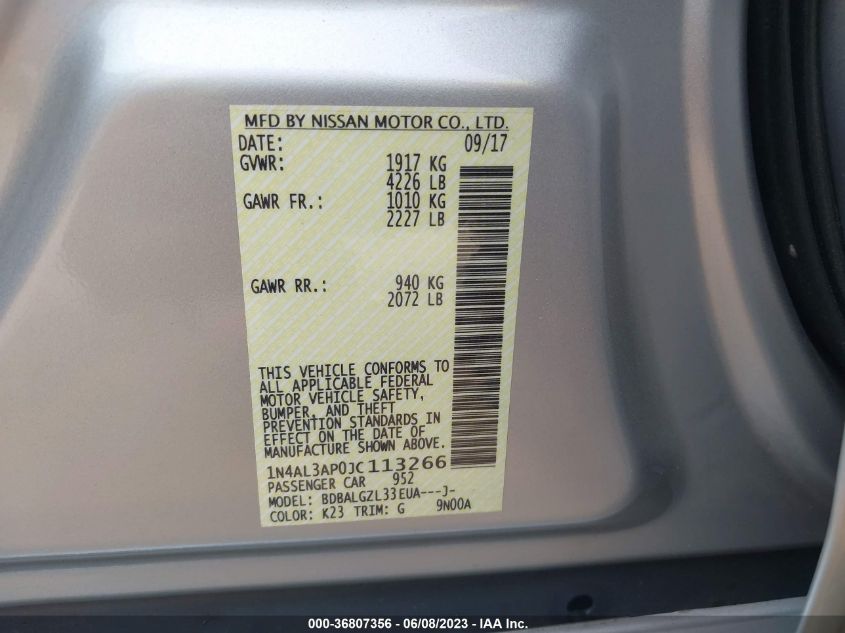 MFD BY NISSAN MOTOR CO., LTD.
DATE: 09/17
GVWR: 1917 KG
4226 LB
GAWR FR.: 1010 KG
2227 LB
GAWR RR.: 940 KG
2072 LB
THIS VEHICLE CONFORMS TO
ALL APPLICABLE FEDERAL
MOTOR VEHICLE SAFETY,
BUMPER, AND THEFT
PREVENTION STANDARDS IN
EFFECT ON THE DATE OF
MANUFACTURE SHOWN ABOVE.
1N4AL3AP0JC113266
PASSENGER CAR 952
MODEL: BDBALGZL33EUA---J-
COLOR: K23 TRIM: G 9N00A
000-36807356 - 06/08/2023 - IAA Inc.